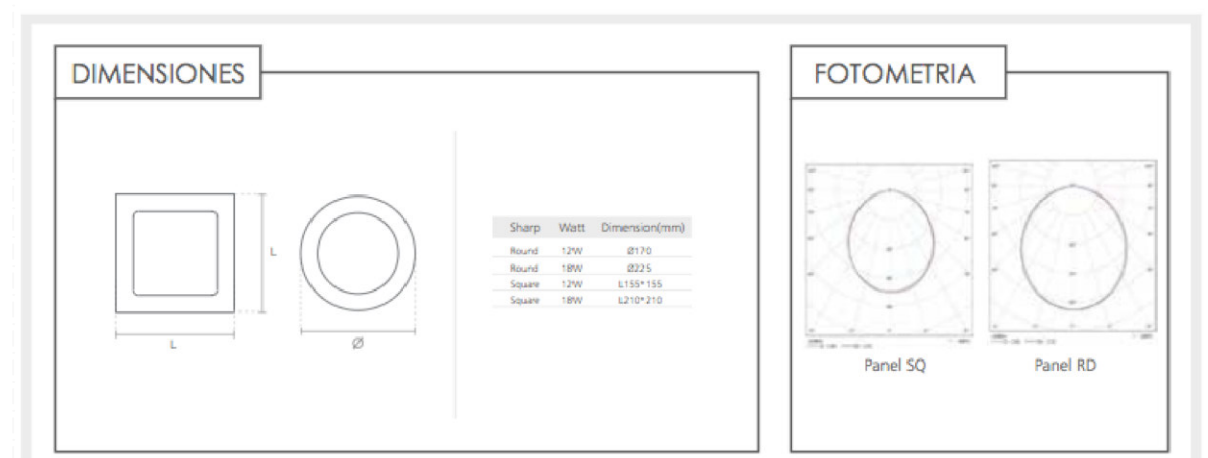 DIMENSIONES
L
L
Ø
Sharp Watt Dimension(mm)
Round 12W Ø170
Round 18W Ø225
Square 12W L155*155
Square 18W L210*210
FOTOMETRIA
Panel SQ
Panel RD